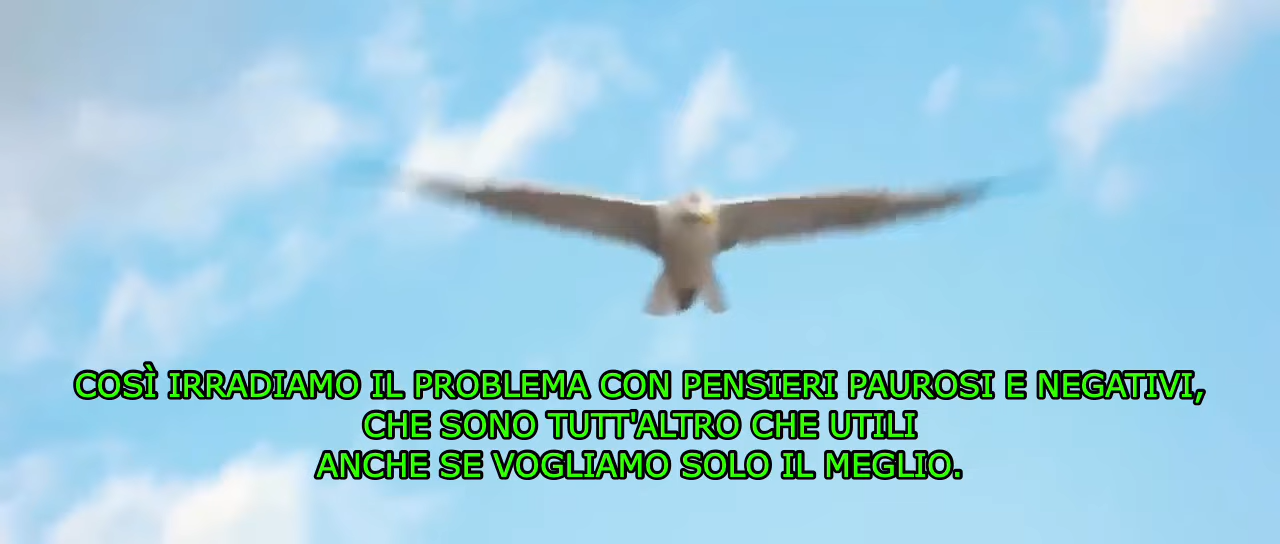 COSÌ IRRADIAMO IL PROBLEMA CON PENSIERI PAUROSI E NEGATIVI,
CHE SONO TUTT'ALTRO CHE UTILI
ANCHE SE VOGLIAMO SOLO IL MEGLIO.